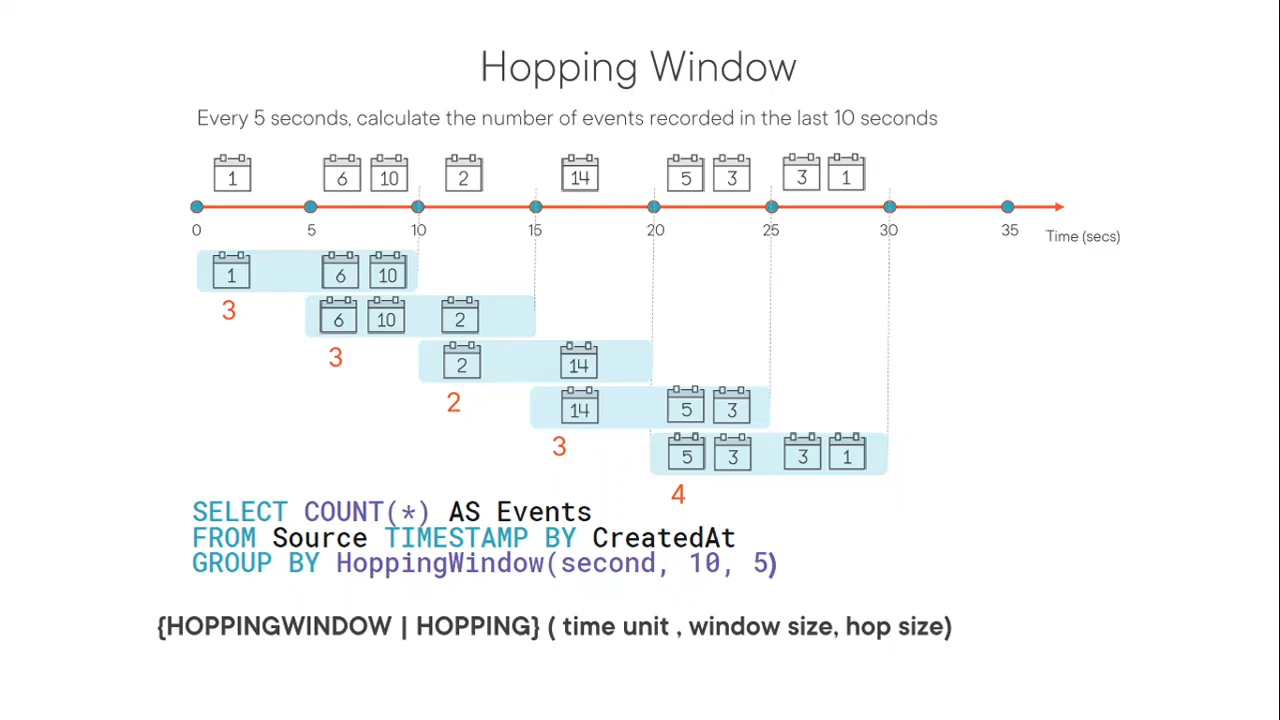 Hopping Window
Every 5 seconds, calculate the number of events recorded in the last 10 seconds
1 6 10 2 14 5 3 3 1
0 5 10 15 20 25 30 35 Time (secs)
1 6 10
3
6 10 2
3
2 14
2
14 5 3
3
5 3 3 1
4
SELECT COUNT(*) AS Events
FROM Source TIMESTAMP BY CreatedAt
GROUP BY HoppingWindow(second, 10, 5)
{HOPPINGWINDOW | HOPPING} ( time unit , window size, hop size)